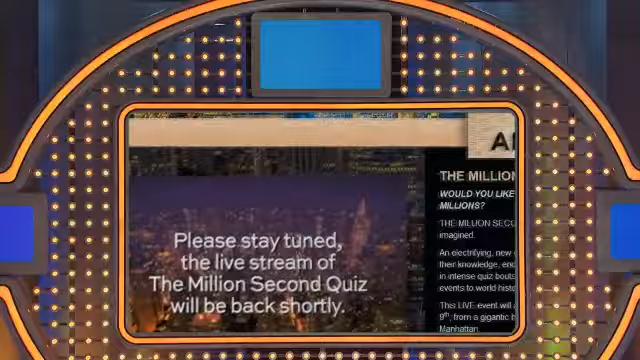 Please stay tuned,
the live stream of
The Million Second Quiz
will be back shortly.
THE MILLION
WOULD YOU LIKE
MILLIONS?
THE MILLION SECO
imagined.
An electrifying, new
their knowledge, end
in intense quiz bouts
events to world histo
This LIVE event will
9th, from a gigantic h
Manhattan.